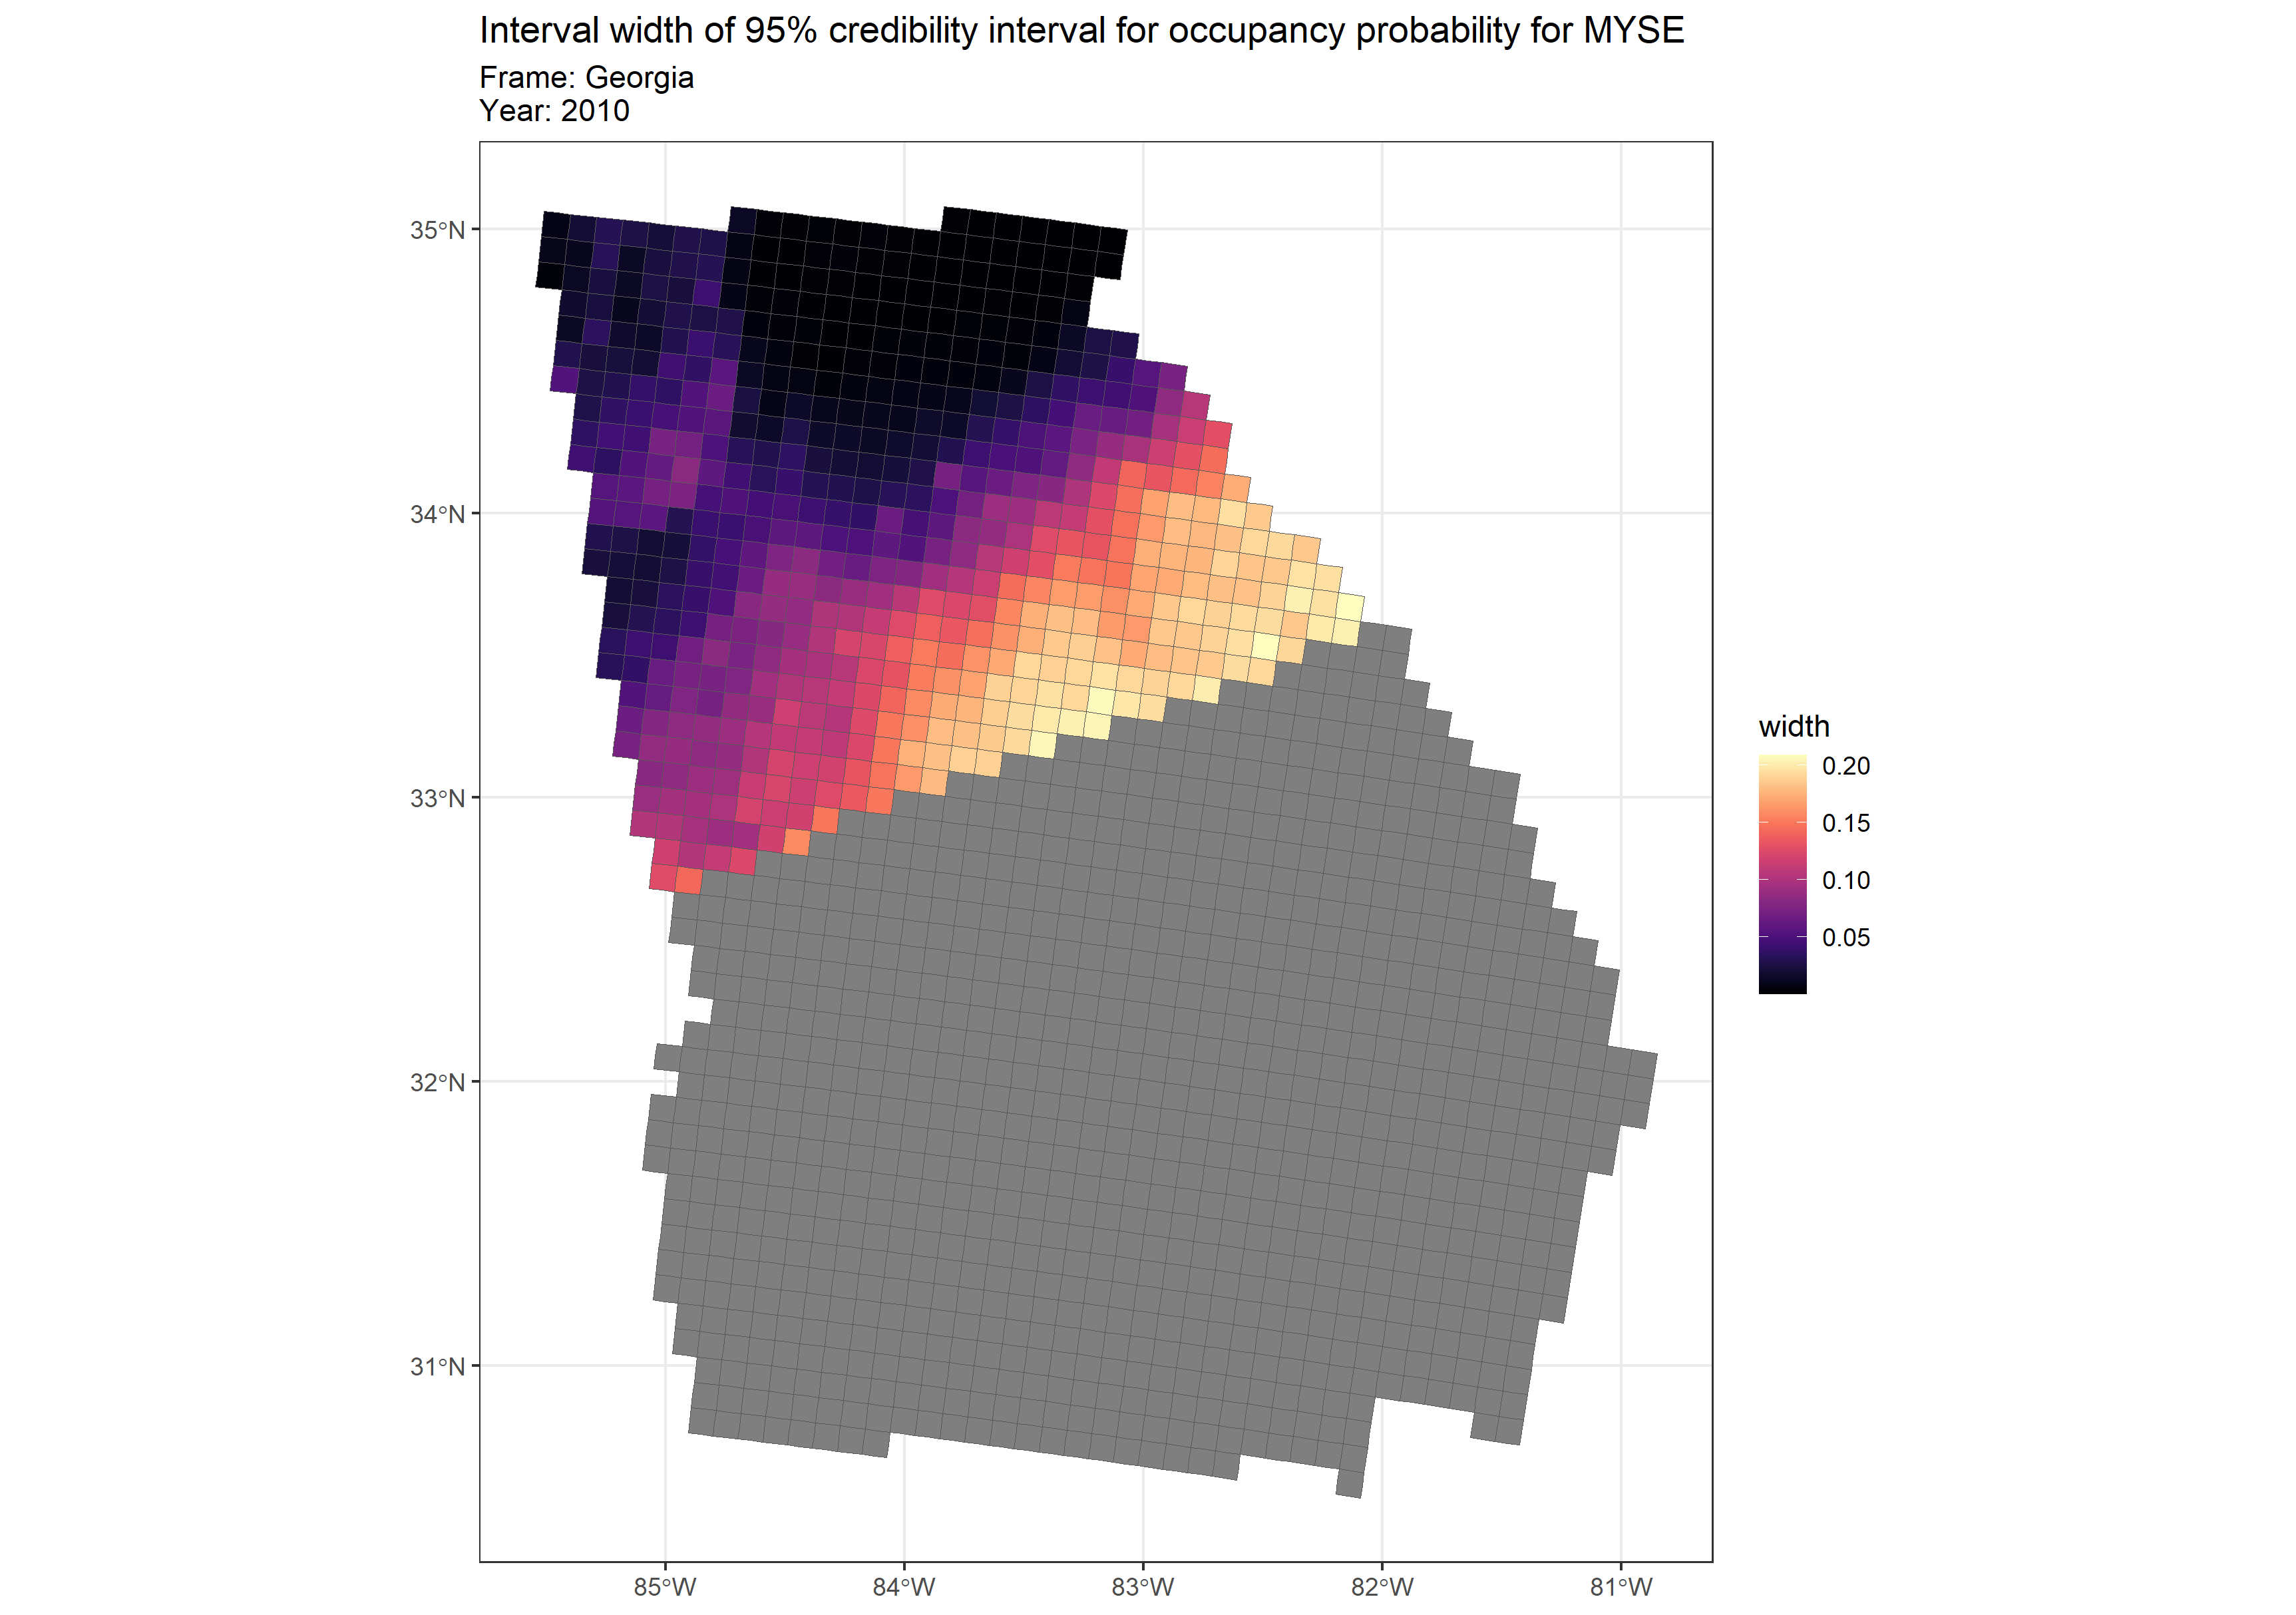 Interval width of 95% credibility interval for occupancy probability for MYSE
Frame: Georgia
Year: 2010
35°N
34°N
33°N
32°N
31°N
85°W
84°W
83°W
82°W
81°W
width
0.20
0.15
0.10
0.05